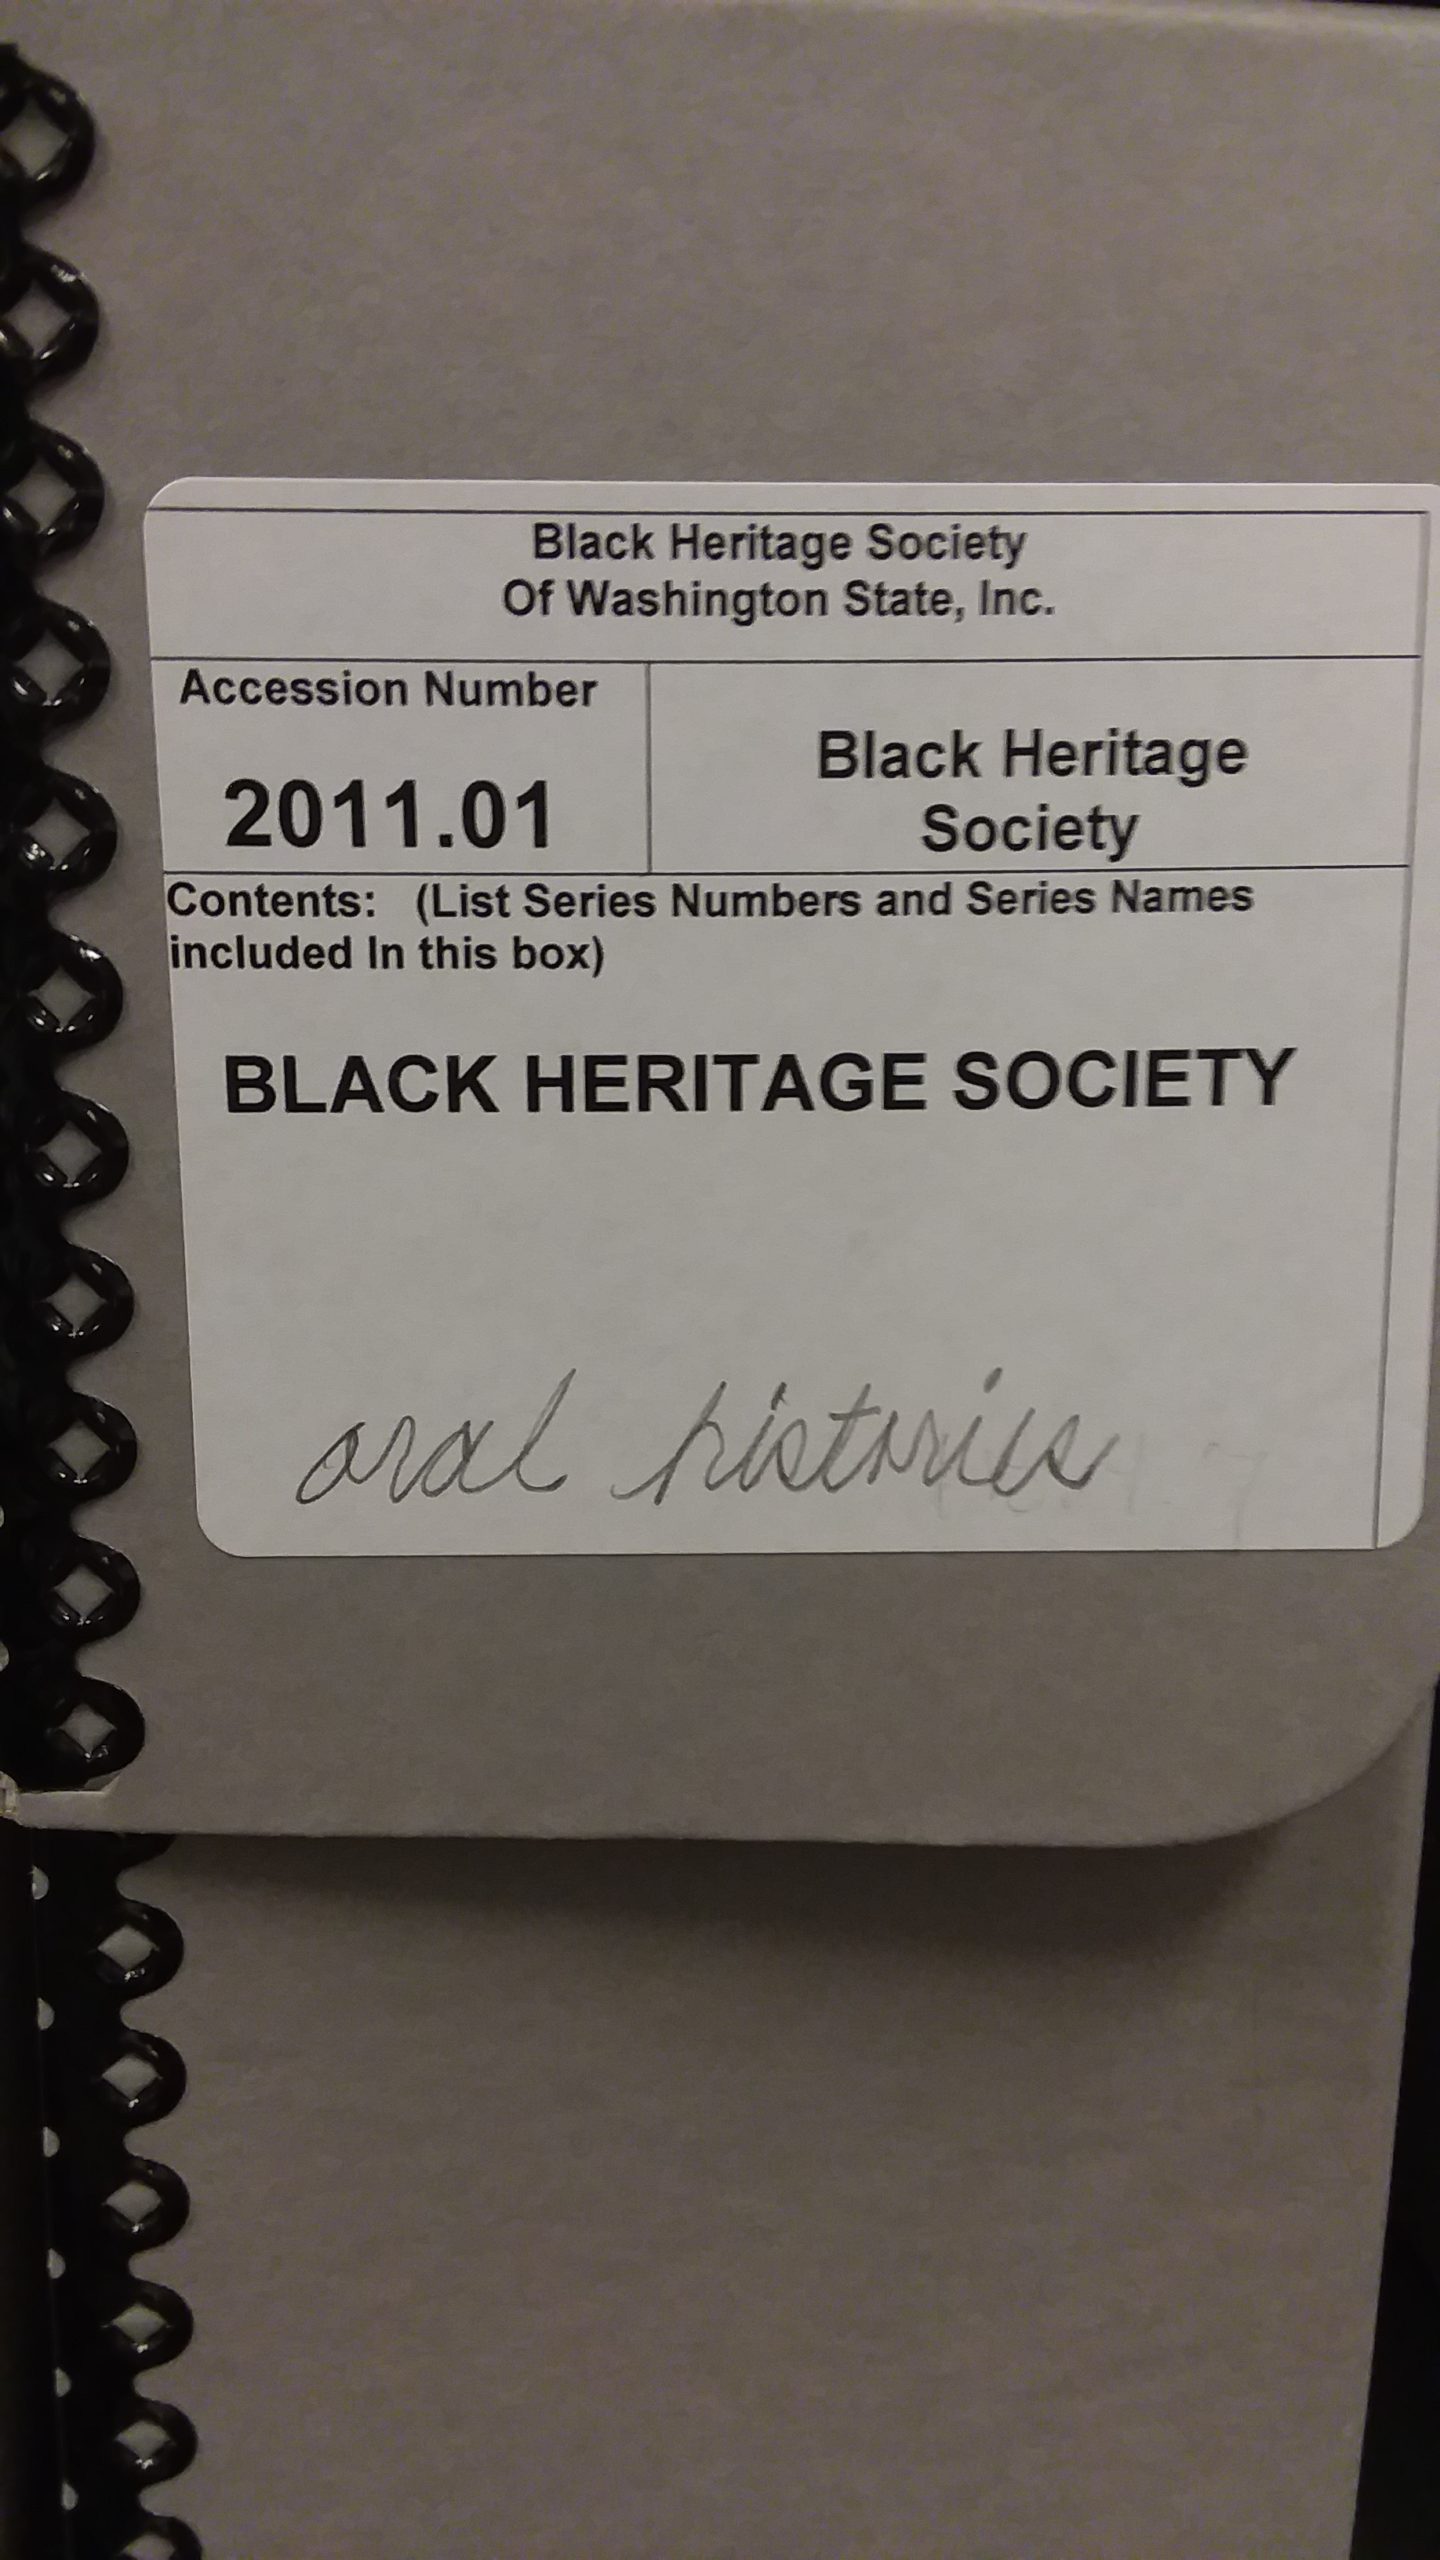 Black Heritage Society
Of Washington State, Inc.
Accession Number
2011.01
Black Heritage
Society
Contents: (List Series Numbers and Series Names
included In this box)
BLACK HERITAGE SOCIETY
oral histories